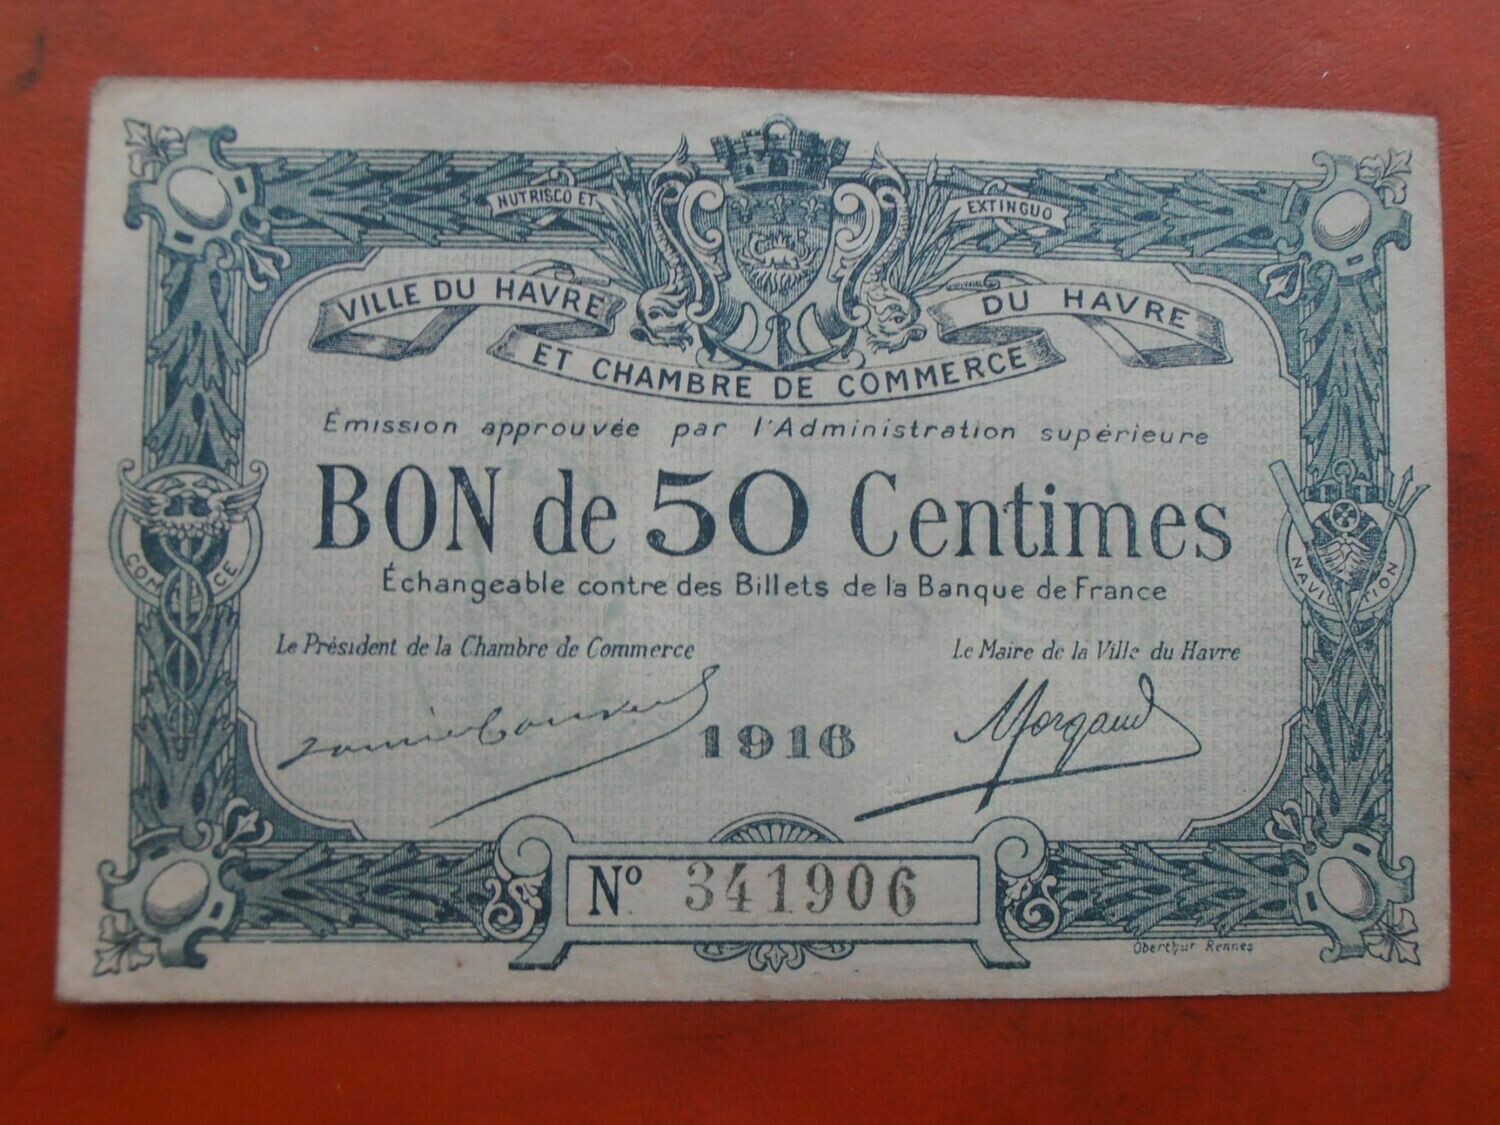 NUTRISCO ET EXTINGUO
VILLE DU HAVRE
ET CHAMBRE DE COMMERCE
DU HAVRE
Émission approuvée par l'Administration supérieure
BON de 50 Centimes
Échangeable contre des Billets de la Banque de France
COMMERCE
NAVIGATION
Le Président de la Chambre de Commerce
Le Maire de la Ville du Havre
Morgand
1916
Nº 341906
Oberthur Rennes